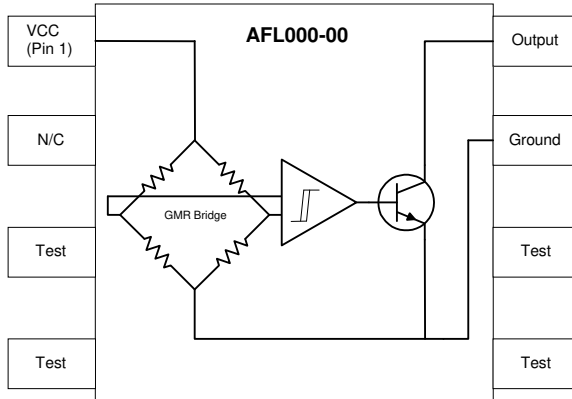 VCC
(Pin 1)
AFL000-00
Output
N/C
Ground
GMR Bridge
Test
Test
Test
Test